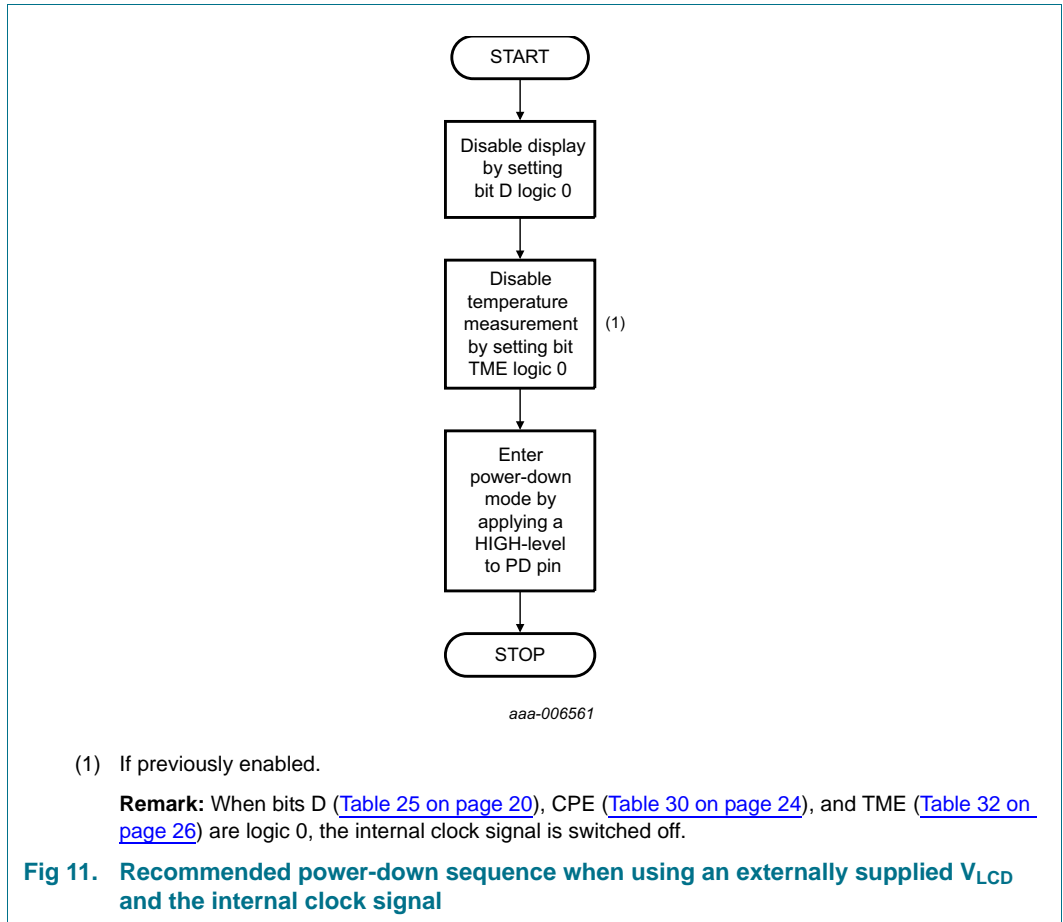 START
Disable display
by setting
bit D logic 0
Disable
temperature
measurement
by setting bit
TME logic 0
(1)
Enter
power-down
mode by
applying a
HIGH-level
to PD pin
STOP
aaa-006561
(1) If previously enabled.
Remark: When bits D (Table 25 on page 20), CPE (Table 30 on page 24), and TME (Table 32 on
page 26) are logic 0, the internal clock signal is switched off.
Fig 11. Recommended power-down sequence when using an externally supplied VLCD
and the internal clock signal